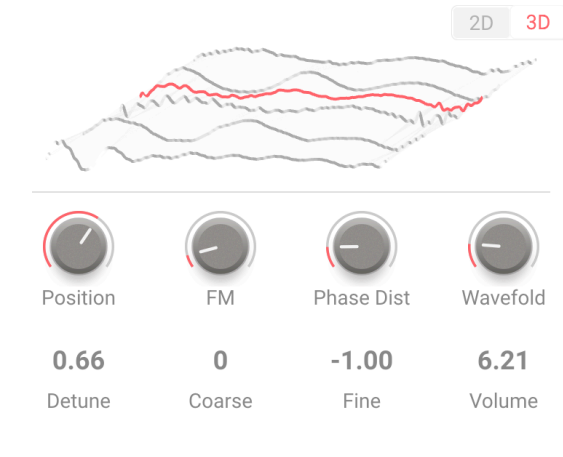 2D 3D
Position FM Phase Dist Wavefold
0.66 0 -1.00 6.21
Detune Coarse Fine Volume